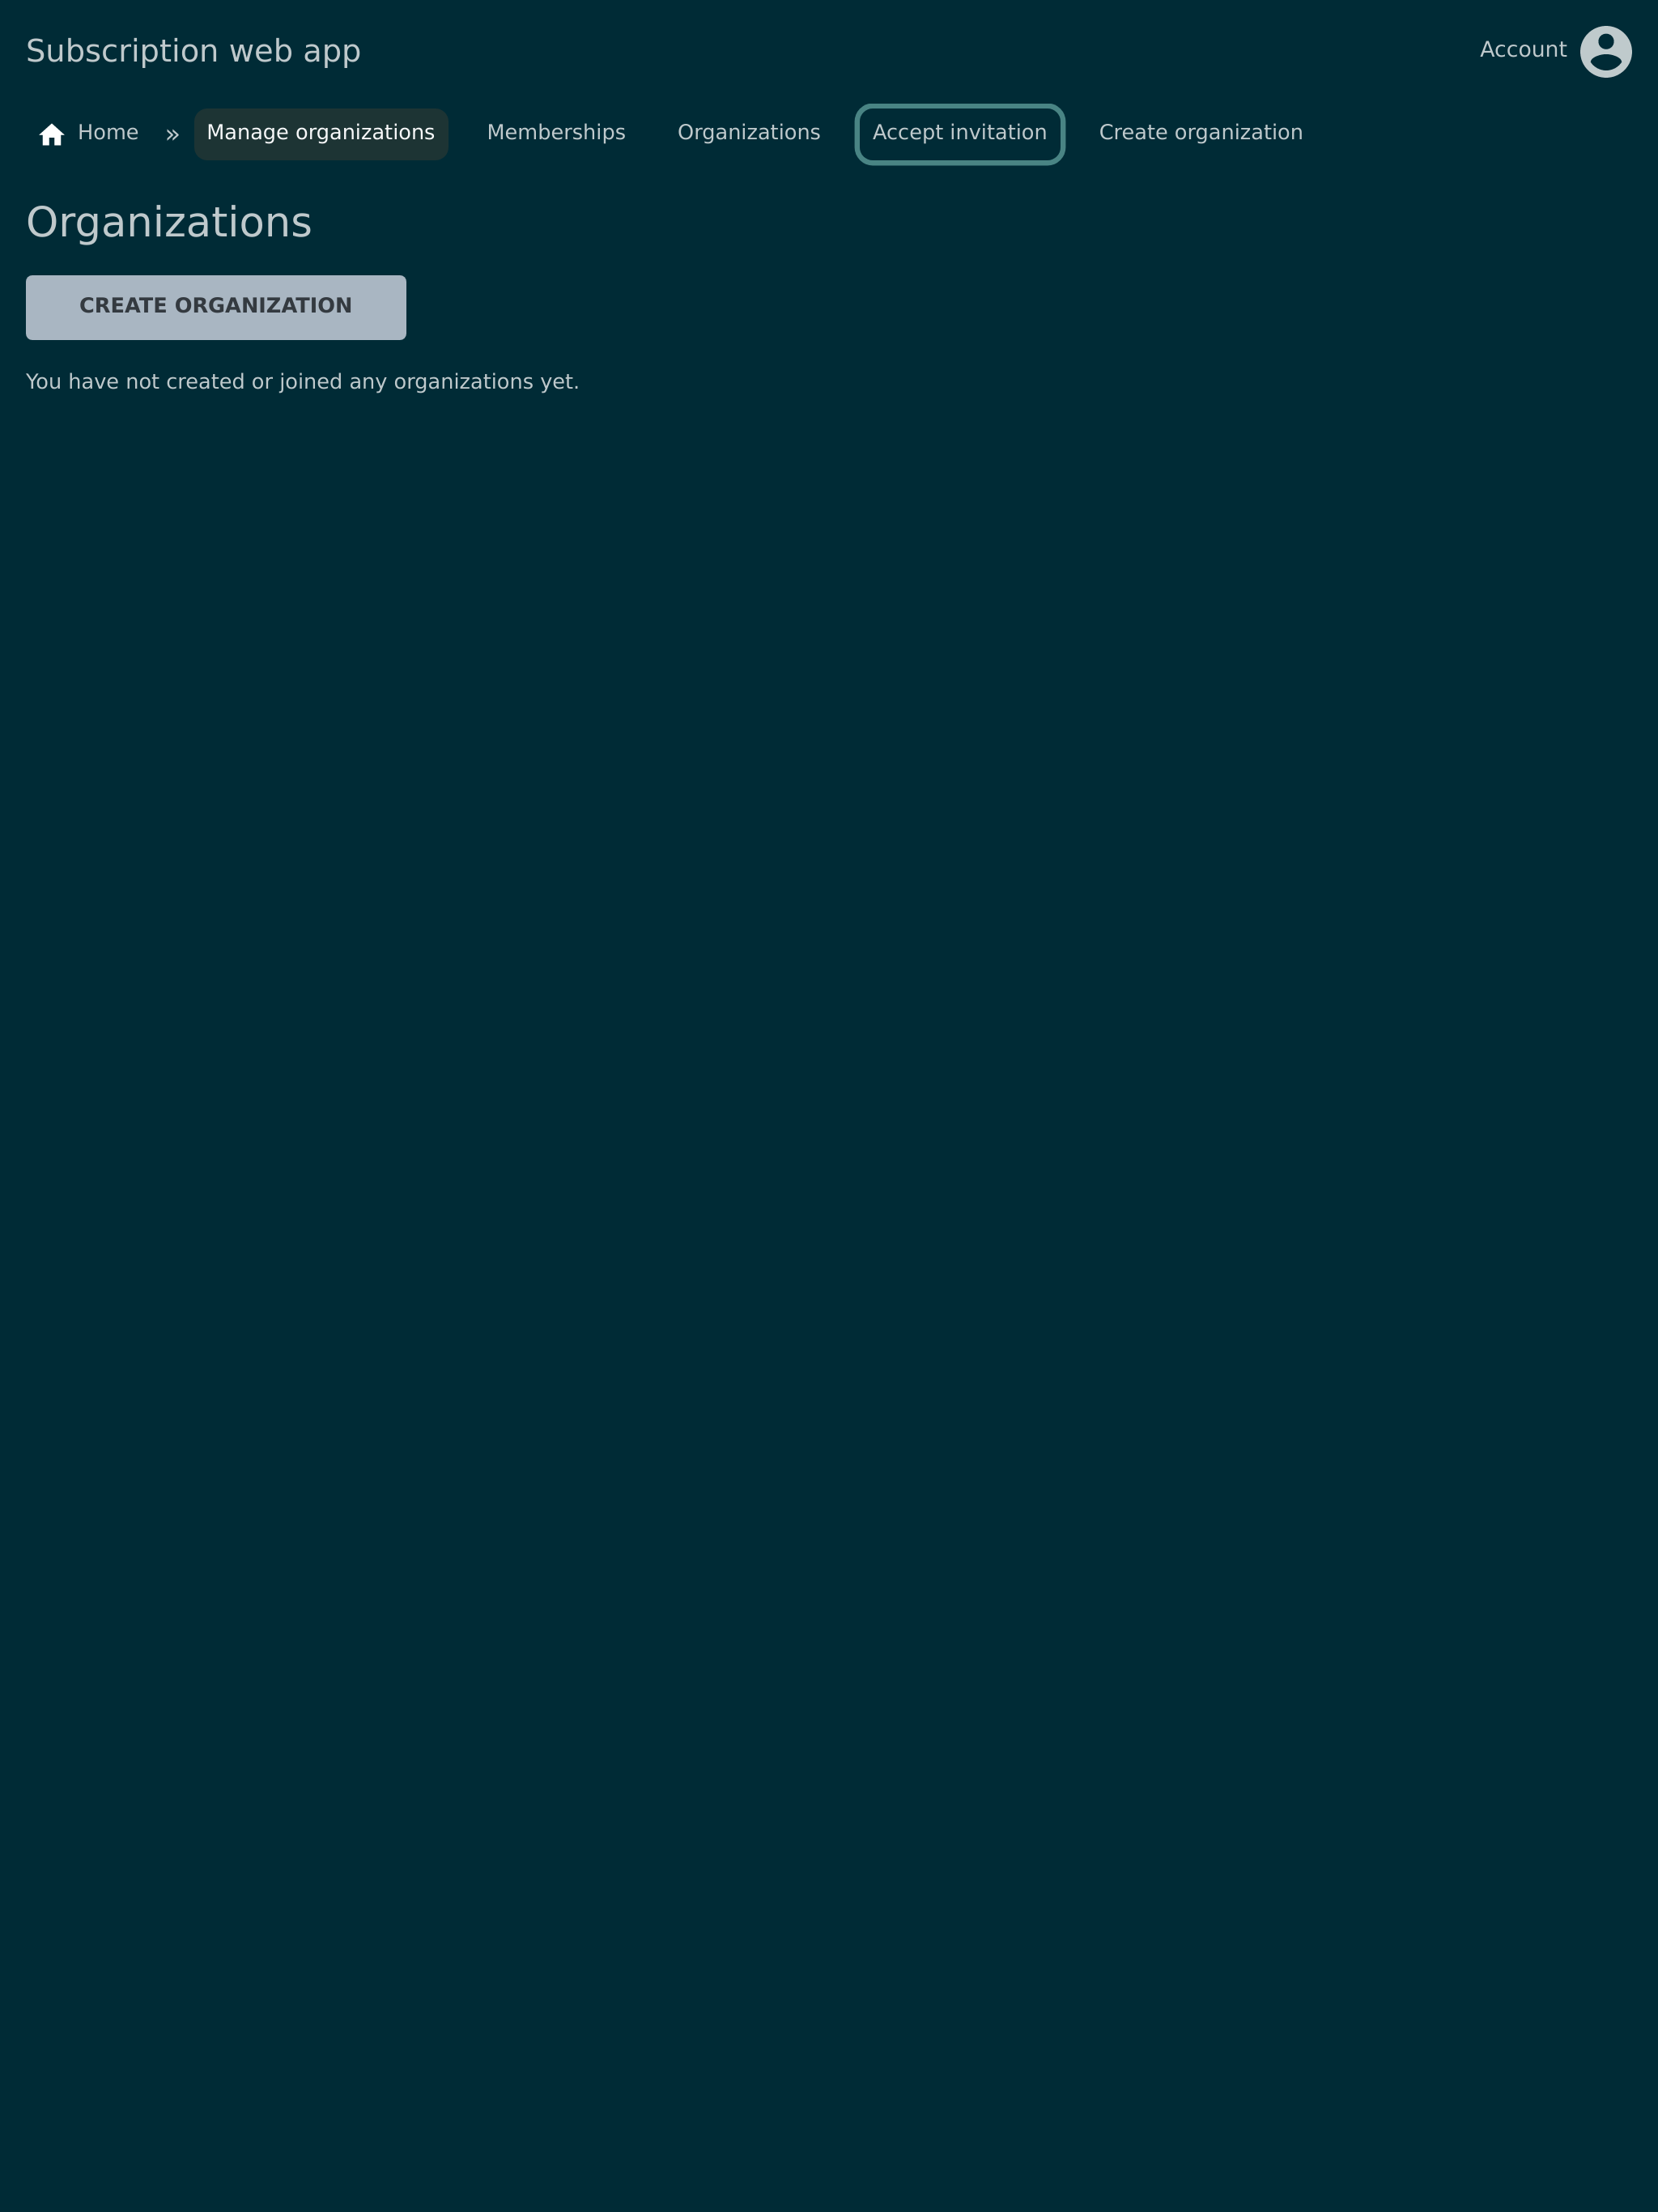 Subscription web app
Account
Home » Manage organizations Memberships Organizations Accept invitation Create organization
Organizations
CREATE ORGANIZATION
You have not created or joined any organizations yet.